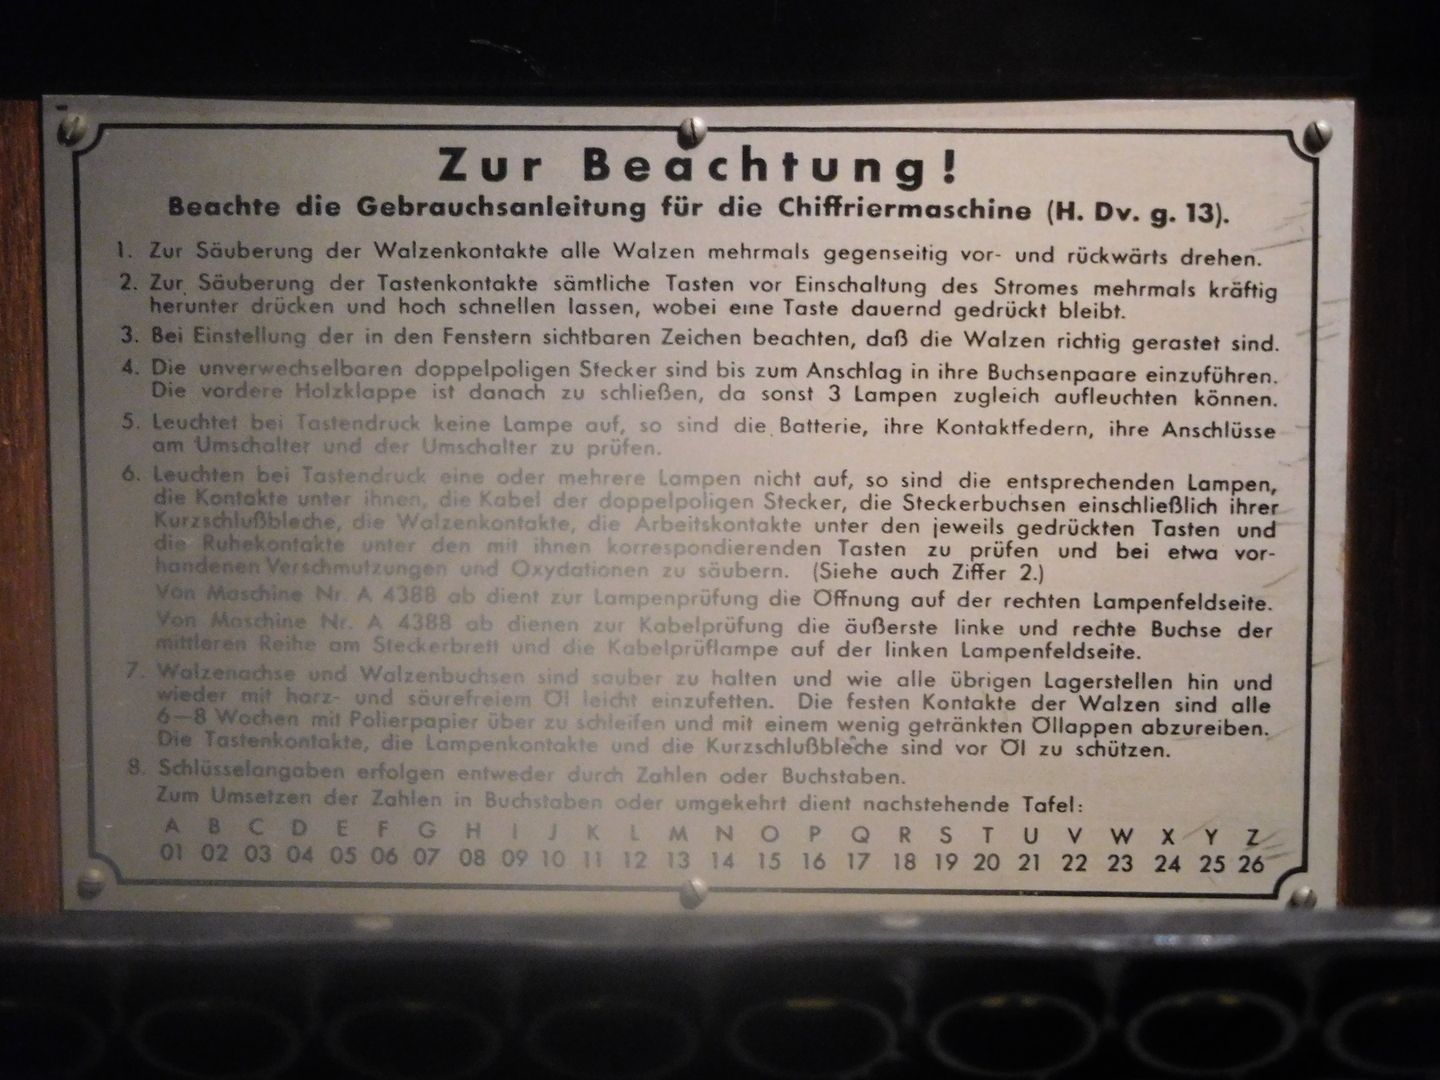 Zur Beachtung!
Beachte die Gebrauchsanleitung für die Chiffriermaschine (H. Dv. g. 13).
1. Zur Säuberung der Walzenkontakte alle Walzen mehrmals gegenseitig vor- und rückwärts drehen.
2. Zur Säuberung der Tastenkontakte sämtliche Tasten vor Einschaltung des Stromes mehrmals kräftig
herunter drücken und hoch schnellen lassen, wobei eine Taste dauernd gedrückt bleibt.
3. Bei Einstellung der in den Fenstern sichtbaren Zeichen beachten, daß die Walzen richtig gerastet sind.
4. Die unverwechselbaren doppelpoligen Stecker sind bis zum Anschlag in ihre Buchsenpaare einzuführen.
Die vordere Holzklappe ist danach zu schließen, da sonst 3 Lampen zugleich aufleuchten können.
5. Leuchtet bei Tastendruck keine Lampe auf, so sind die Batterie, ihre Kontaktfedern, ihre Anschlüsse
am Umschalter und der Umschalter zu prüfen.
6. Leuchten bei Tastendruck eine oder mehrere Lampen nicht auf, so sind die entsprechenden Lampen,
die Kontakte unter ihnen, die Kabel der doppelpoligen Stecker, die Steckerbuchsen einschließlich ihrer
Kurzschlußbleche, die Walzenkontakte, die Arbeitskontakte unter den jeweils gedrückten Tasten und
die Ruhekontakte unter den mit ihnen korrespondierenden Tasten zu prüfen und bei etwa vor-
handenen Verschmutzungen und Oxydationen zu säubern. (Siehe auch Ziffer 2.)
Von Maschine Nr. A 4388 ab dient zur Lampenprüfung die Öffnung auf der rechten Lampenfeldseite.
Von Maschine Nr. A 4388 ab dienen zur Kabelprüfung die äußerste linke und rechte Buchse der
mittleren Reihe am Steckerbrett und die Kabelprüflampe auf der linken Lampenfeldseite.
7. Walzenachse und Walzenbuchsen sind sauber zu halten und wie alle übrigen Lagerstellen hin und
wieder mit harz- und säurefreiem Öl leicht einzufetten. Die festen Kontakte der Walzen sind alle
6—8 Wochen mit Polierpapier über zu schleifen und mit einem wenig getränkten Öllappen abzureiben.
Die Tastenkontakte, die Lampenkontakte und die Kurzschlußbleche sind vor Öl zu schützen.
8. Schlüsselangaben erfolgen entweder durch Zahlen oder Buchstaben.
Zum Umsetzen der Zahlen in Buchstaben oder umgekehrt dient nachstehende Tafel:
A B C D E F G H I J K L M N O P Q R S T U V W X Y Z
01 02 03 04 05 06 07 08 09 10 11 12 13 14 15 16 17 18 19 20 21 22 23 24 25 26